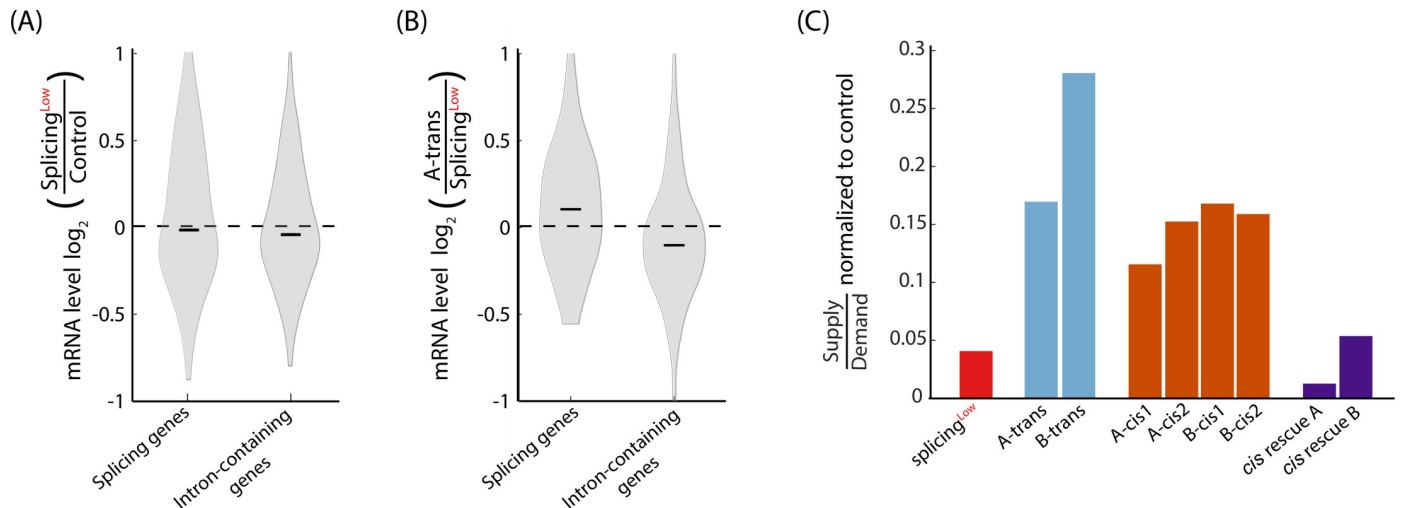 (A)
mRNA level log2 ( SplicingLow / Control )
1
0.5
0
-0.5
-1
Splicing genes
Intron-containing
genes
(B)
mRNA level log2 ( A-trans / SplicingLow )
1
0.5
0
-0.5
-1
Splicing genes
Intron-containing
genes
(C)
Supply / Demand normalized to control
0.3
0.25
0.2
0.15
0.1
0.05
0
splicingLow
A-trans
B-trans
A-cis1
A-cis2
B-cis1
B-cis2
cis rescue A
cis rescue B